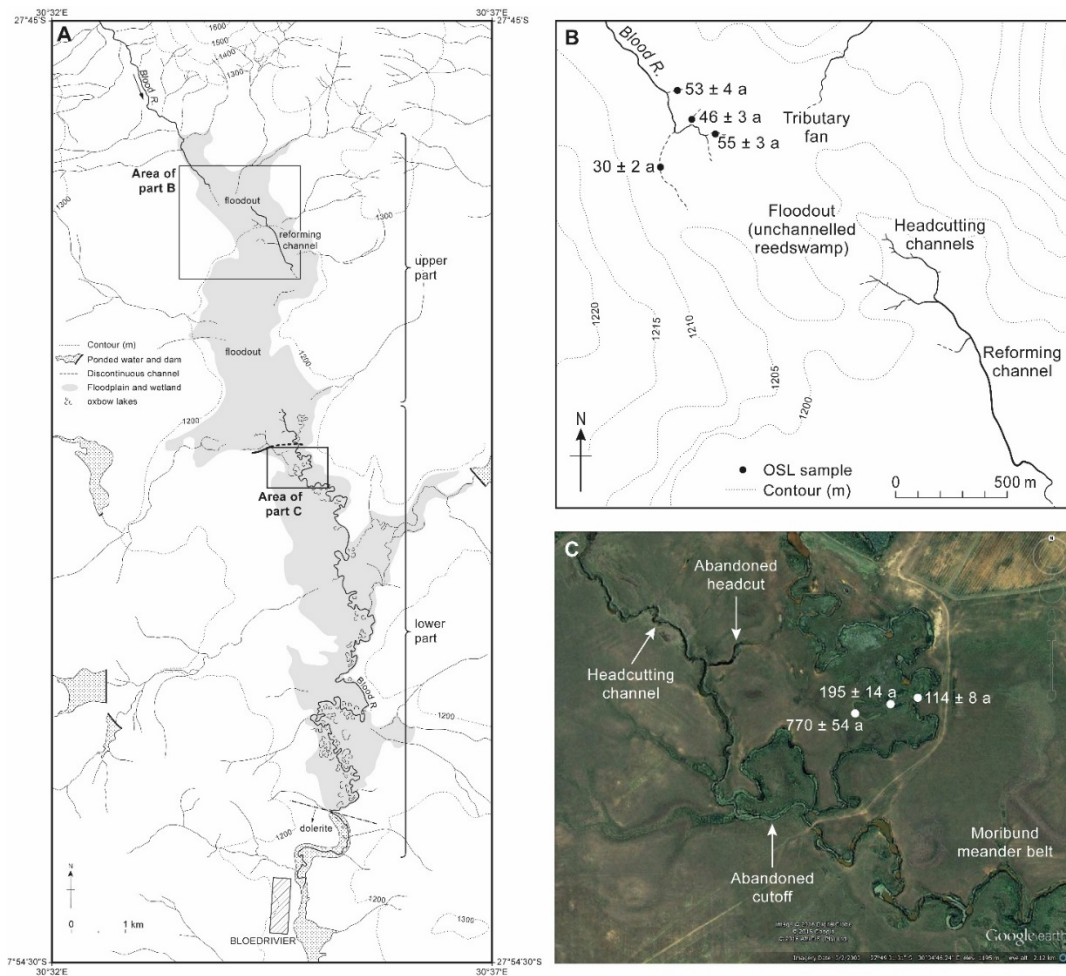 30°32'E
27°45'S
30°37'E
27°45'S
A
1500
1500
1400
1300
Blood R.
Area of
part B
floodout
1300
1300
reforming
channel
upper
part
floodout
1200
Contour (m)
Ponded water and dam
Discontinuous channel
Floodplain and wetland
oxbow lakes
1200
Area of
part C
lower
part
Blood R
1200
dolerite
1200
N
0 1 km
BLOEDRIVIER
1200
1300
7°54'30"S
30°32'E
27°54'30"S
30°37'E
B
Blood R.
53 ± 4 a
46 ± 3 a
55 ± 3 a
30 ± 2 a
Tributary
fan
Floodout
(unchannelled
reedswamp)
Headcutting
channels
Reforming
channel
1220
1215
1210
1205
1200
N
OSL sample
Contour (m)
0 500 m
C
Abandoned
headcut
Headcutting
channel
195 ± 14 a
114 ± 8 a
770 ± 54 a
Moribund
meander belt
Abandoned
cutoff
Google earth